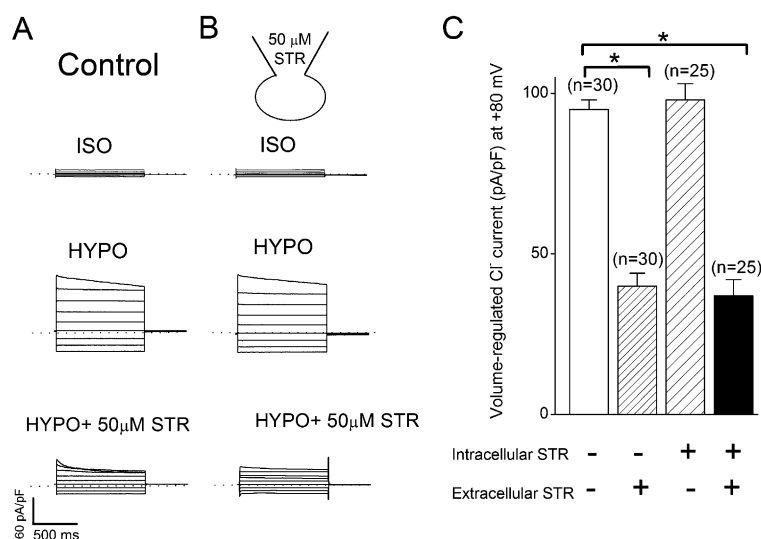 A
Control
ISO
HYPO
HYPO+ 50μM STR
60 pA/pF
500 ms
B
50 μM
STR
ISO
HYPO
HYPO+ 50μM STR
C
*
*
(n=30)
(n=25)
(n=30)
(n=25)
Volume-regulated Cl- current (pA/pF) at +80 mV
100
50
0
Intracellular STR - - + +
Extracellular STR - + - +